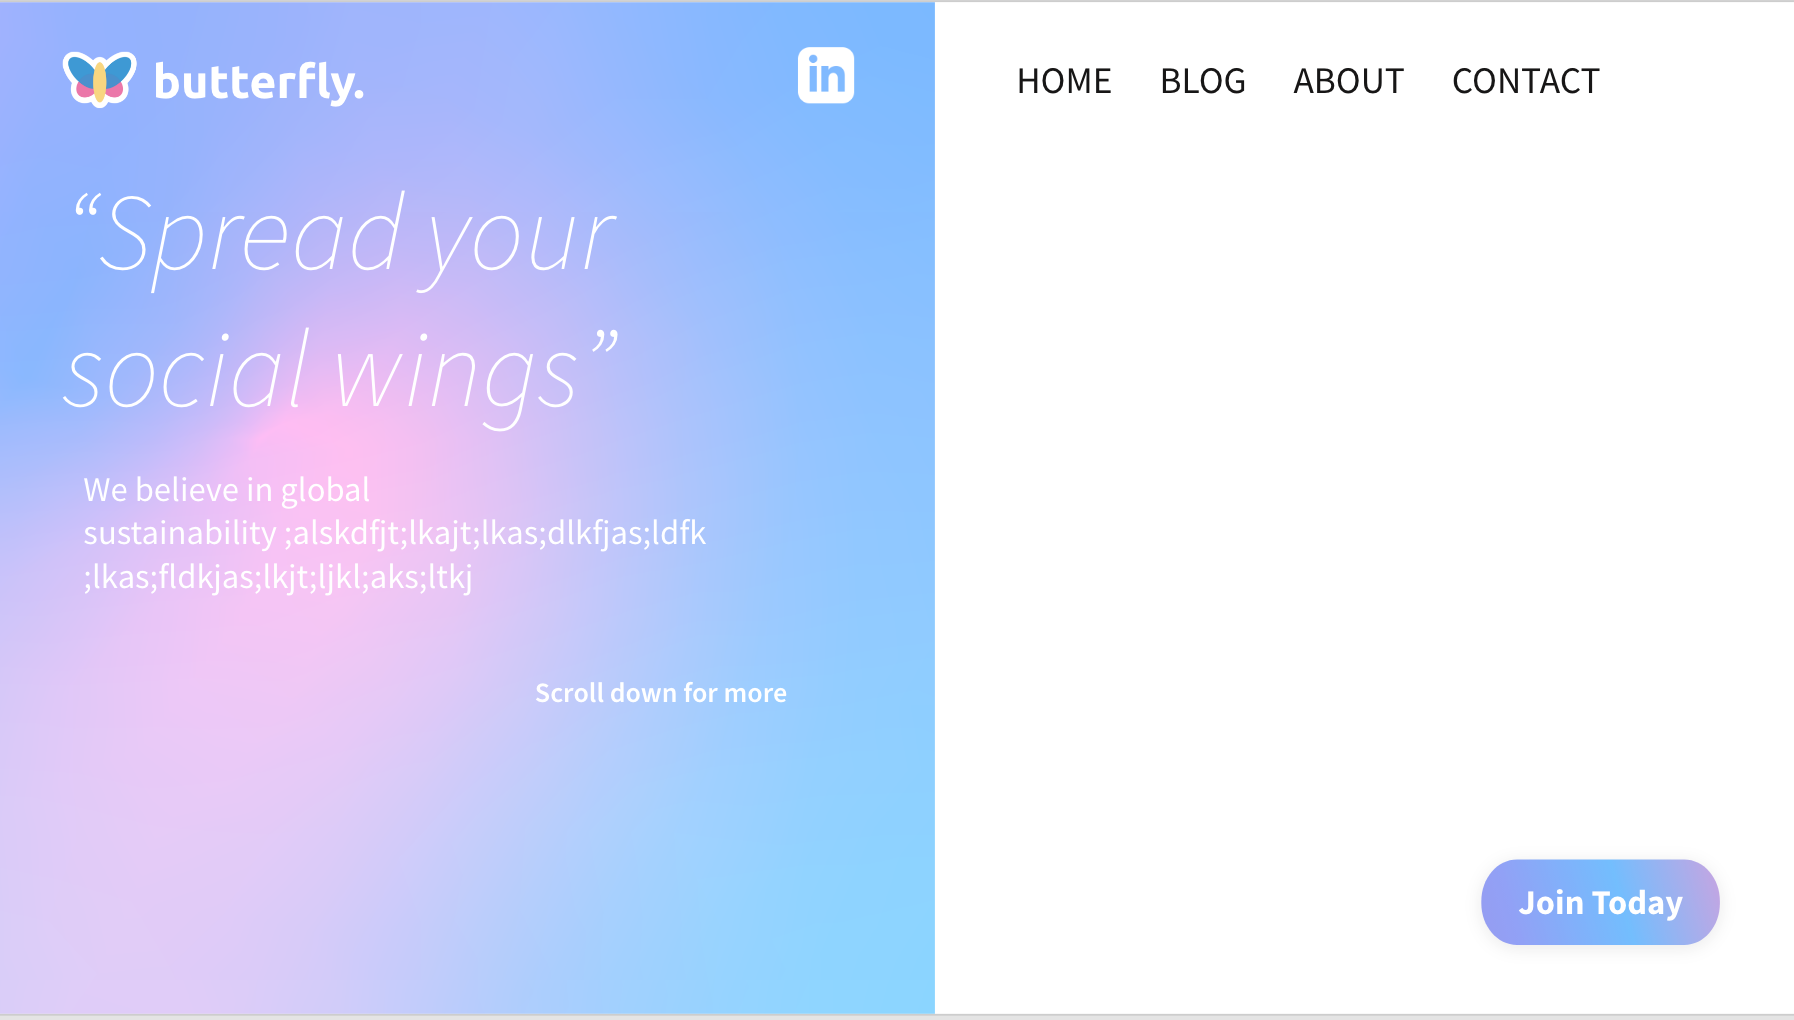 butterfly.
in
HOME BLOG ABOUT CONTACT
“Spread your
social wings”
We believe in global
sustainability ;alskdfjt;lkajt;lkas;dlkfjas;ldfk
;lkas;fldkjas;lkjt;ljkl;aks;ltkj
Scroll down for more
Join Today